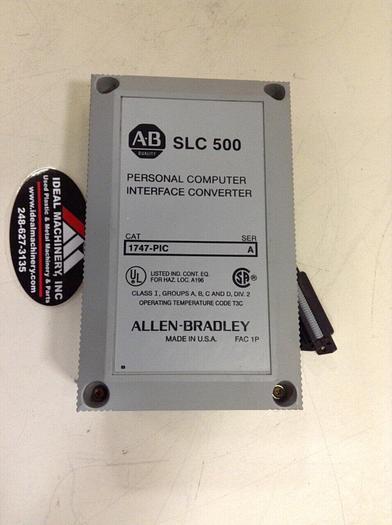 A·B
QUALITY
SLC 500
PERSONAL COMPUTER
INTERFACE CONVERTER
CAT SER
1747-PIC A
UL
LISTED IND. CONT. EQ.
FOR HAZ. LOC. A196
SA
CLASS I, GROUPS A, B, C AND D, DIV. 2
OPERATING TEMPERATURE CODE T3C
ALLEN-BRADLEY
MADE IN U.S.A. FAC 1P
IDEAL MACHINERY, INC
Used Plastic & Metal Machinery & Parts
www.idealmachinery.com
248-627-3135